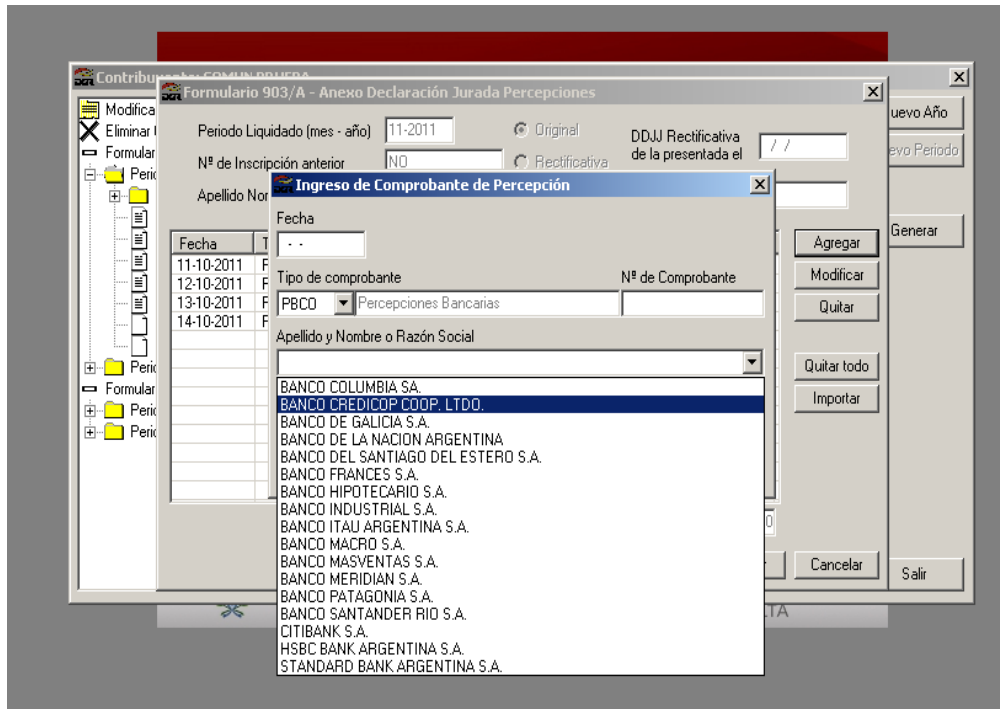 Contribu
Formulario 903/A - Anexo Declaración Jurada Percepciones
Modifica
Eliminar
Formular
Perio
Perio
Formular
Perio
Perio
uevo Año
evo Periodo
Generar
Salir
Periodo Liquidado (mes - año)
11-2011
Original
DDJJ Rectificativa
de la presentada el
/ /
Nº de Inscripción anterior
NO
Rectificativa
Apellido Nor
Fecha
T
11-10-2011
12-10-2011
13-10-2011
14-10-2011
Agregar
Modificar
Quitar
Quitar todo
Importar
Cancelar
Ingreso de Comprobante de Percepción
Fecha
- -
Tipo de comprobante
Nº de Comprobante
PBCO
Percepciones Bancarias
Apellido y Nombre o Razón Social
BANCO COLUMBIA SA.
BANCO CREDICOP COOP. LTDO.
BANCO DE GALICIA S.A.
BANCO DE LA NACION ARGENTINA
BANCO DEL SANTIAGO DEL ESTERO S.A.
BANCO FRANCES S.A.
BANCO HIPOTECARIO S.A.
BANCO INDUSTRIAL S.A.
BANCO ITAU ARGENTINA S.A.
BANCO MACRO S.A.
BANCO MASVENTAS S.A.
BANCO MERIDIAN S.A.
BANCO PATAGONIA S.A.
BANCO SANTANDER RIO S.A.
CITIBANK S.A.
HSBC BANK ARGENTINA S.A.
STANDARD BANK ARGENTINA S.A.
LTA